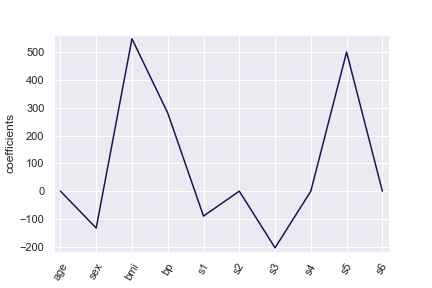 500
400
300
200
100
0
−100
−200
coefficients
age
sex
bmi
bp
s1
s2
s3
s4
s5
s6